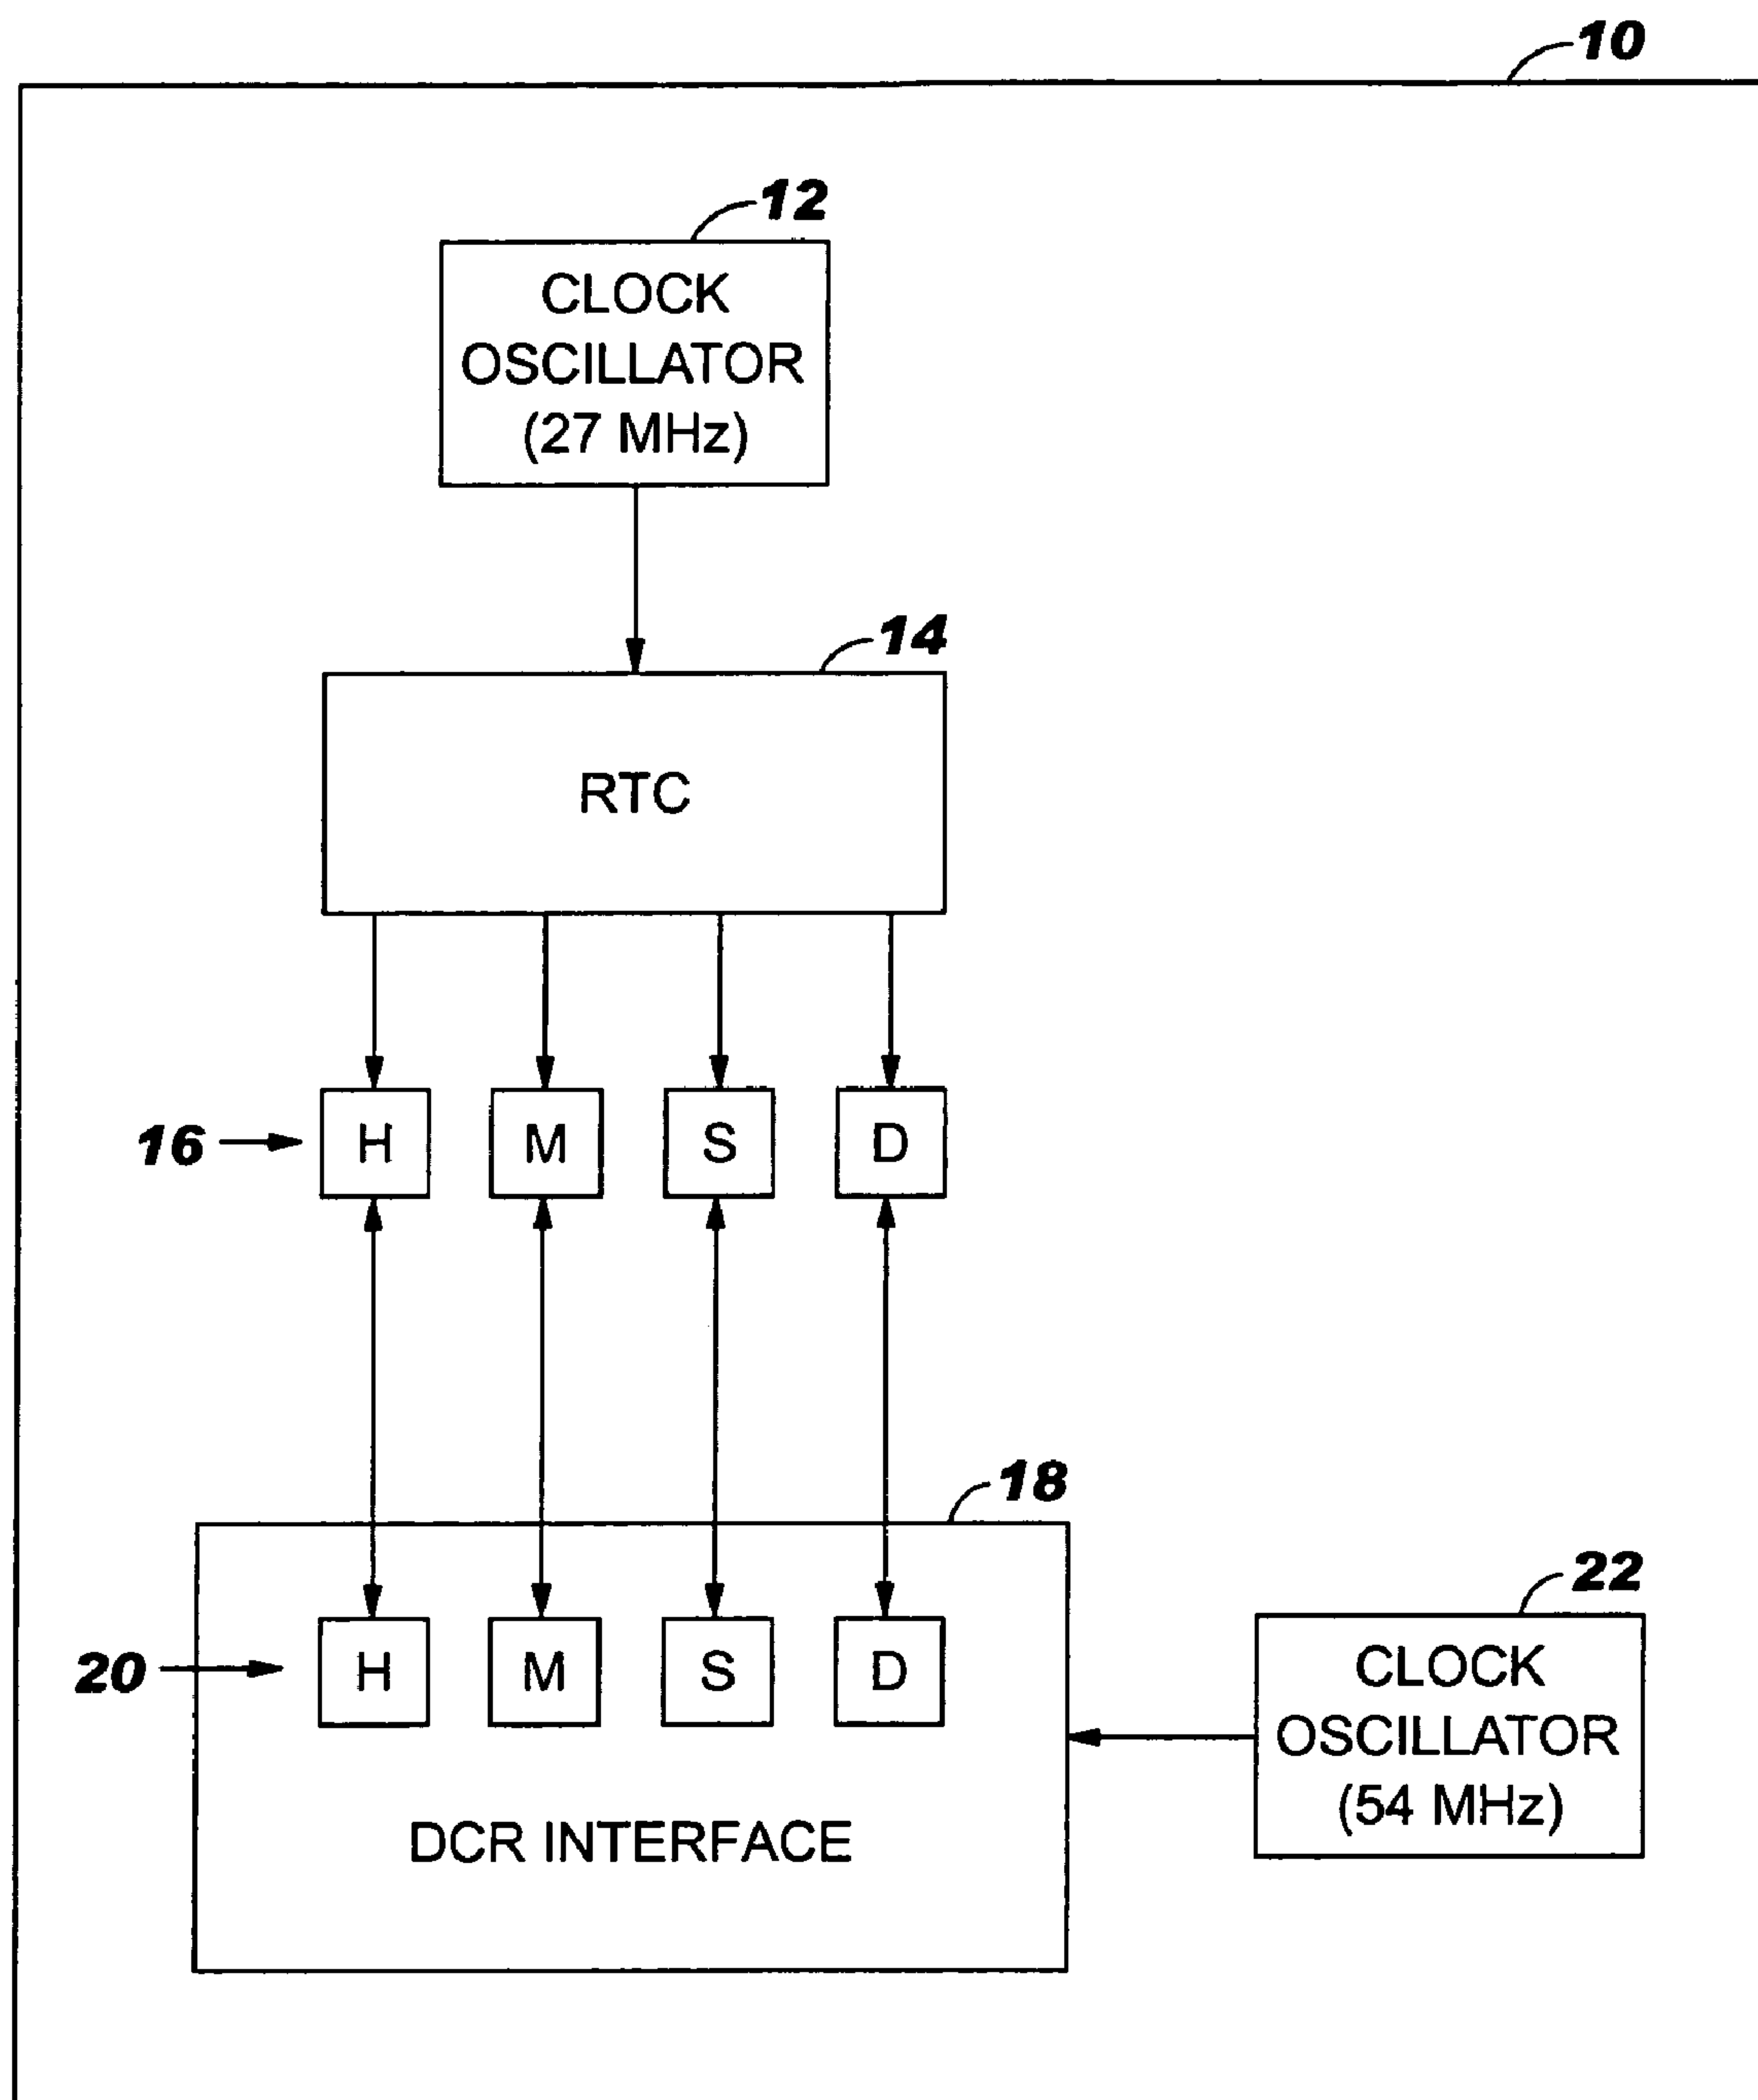 10
12
CLOCK
OSCILLATOR
(27 MHz)
14
RTC
16
H M S D
18
20
H M S D
DCR INTERFACE
22
CLOCK
OSCILLATOR
(54 MHz)